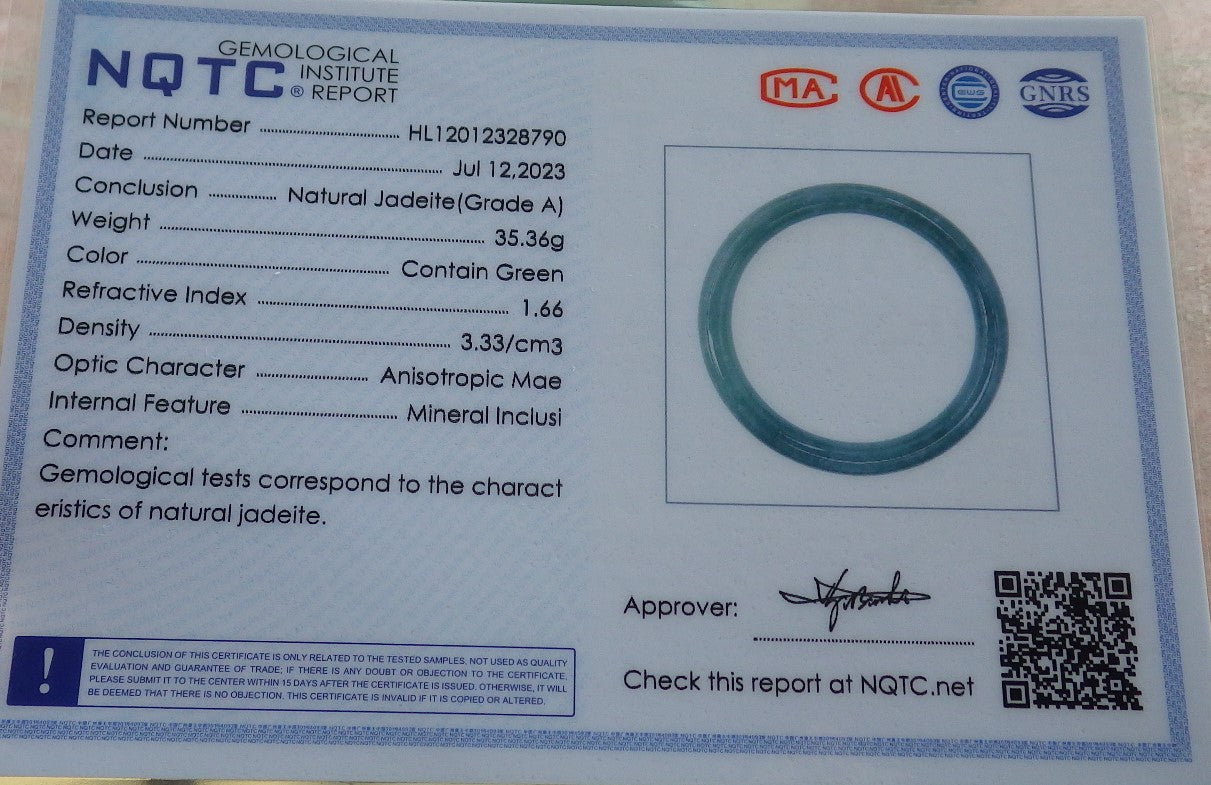 NQTC® GEMOLOGICAL INSTITUTE REPORT
Report Number HL12012328790
Date Jul 12,2023
Conclusion Natural Jadeite(Grade A)
Weight 35.36g
Color Contain Green
Refractive Index 1.66
Density 3.33/cm3
Optic Character Anisotropic Mae
Internal Feature Mineral Inclusi
Comment:
Gemological tests correspond to the charact
eristics of natural jadeite.
! THE CONCLUSION OF THIS CERTIFICATE IS ONLY RELATED TO THE TESTED SAMPLES, NOT USED AS QUALITY
EVALUATION AND GUARANTEE OF TRADE; IF THERE IS ANY DOUBT OR OBJECTION TO THE CERTIFICATE,
PLEASE SUBMIT IT TO THE CENTER WITHIN 15 DAYS AFTER THE CERTIFICATE IS ISSUED. OTHERWISE, IT WILL
BE DEEMED THAT THERE IS NO OBJECTION. THIS CERTIFICATE IS INVALID IF IT IS COPIED OR ALTERED.
MA
GNRS
Approver:
Check this report at NQTC.net